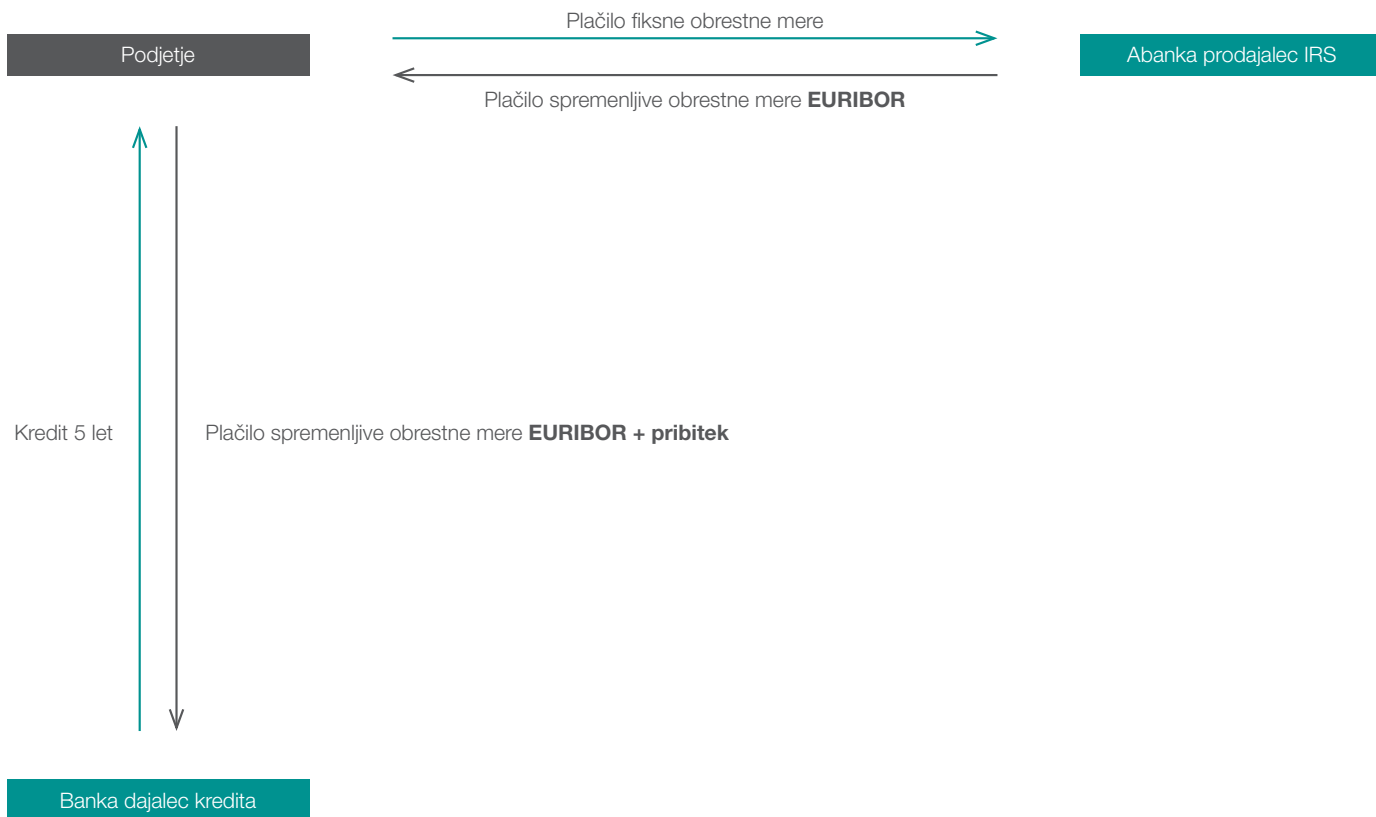 Plačilo fiksne obrestne mere
Podjetje
Abanka prodajalec IRS
Plačilo spremenljive obrestne mere EURIBOR
Kredit 5 let
Plačilo spremenljive obrestne mere EURIBOR + pribitek
Banka dajalec kredita